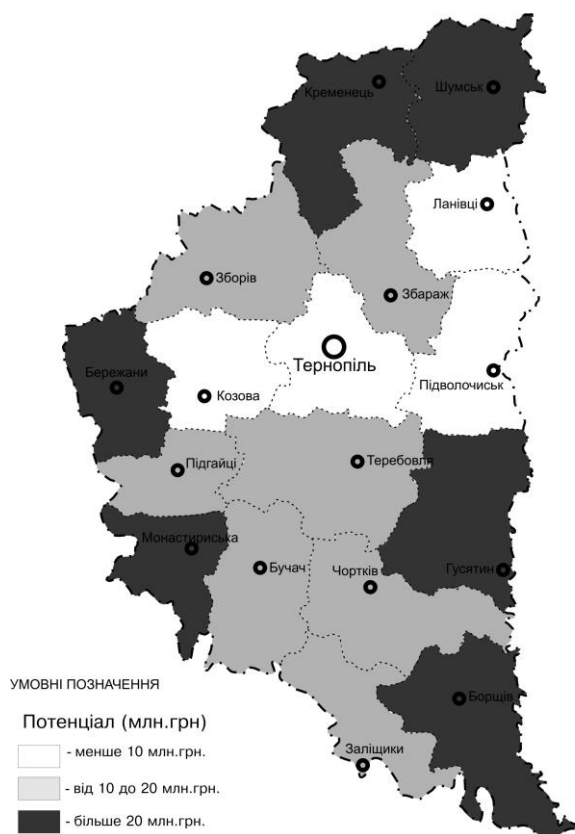 Кременець
Шумськ
Ланівці
Зборів
Збараж
Тернопіль
Бережани
Козова
Підволочиськ
Підгайці
Теребовля
Монастириська
Бучач
Чортків
Гусятин
УМОВНІ ПОЗНАЧЕННЯ
Борщів
Потенціал (млн.грн)
- менше 10 млн.грн.
Заліщики
- від 10 до 20 млн.грн.
- більше 20 млн.грн.